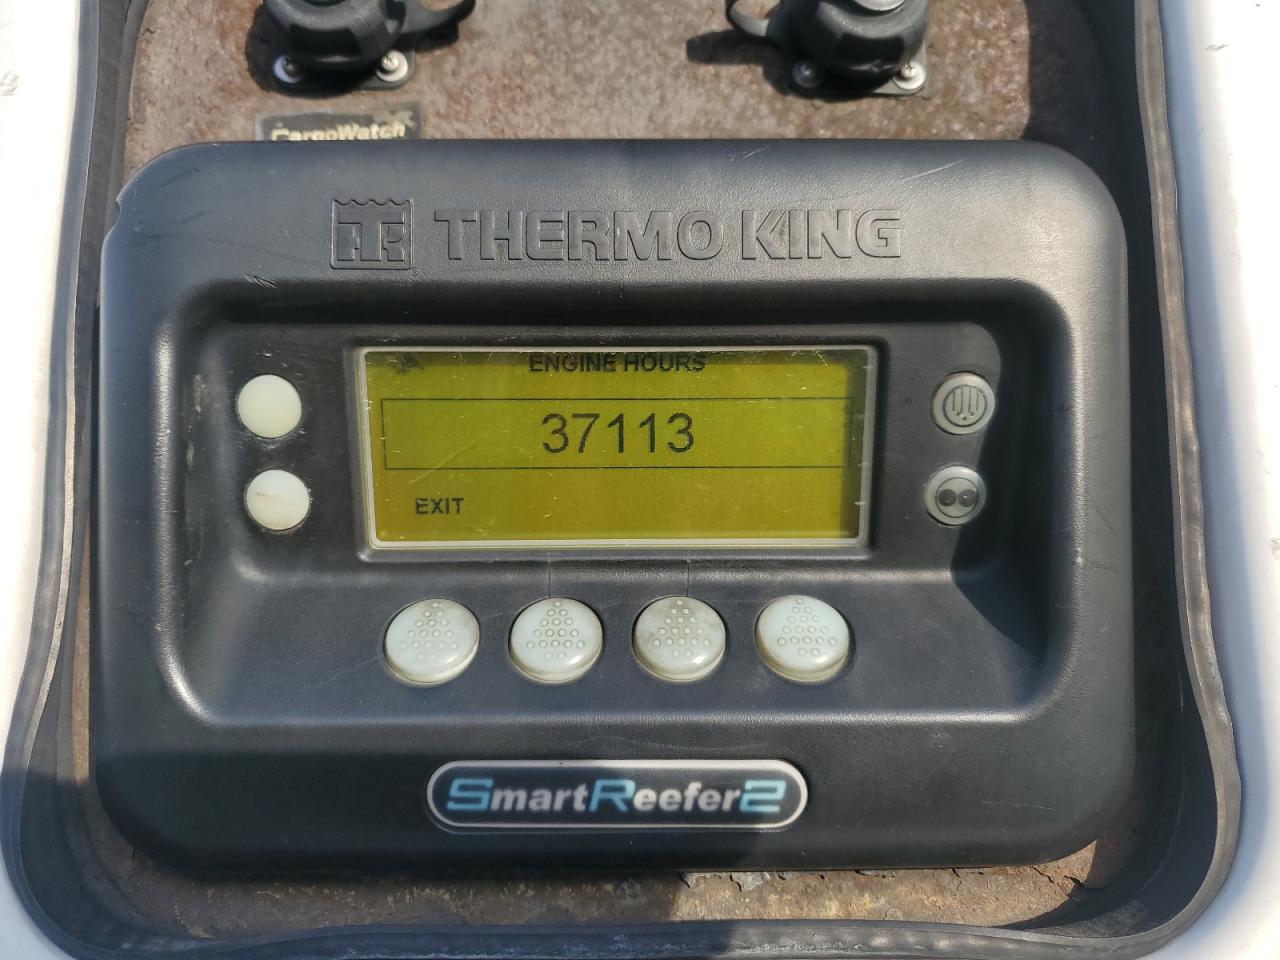 CargoWatch
THERMO KING
ENGINE HOURS
37113
EXIT
SmartReefer2